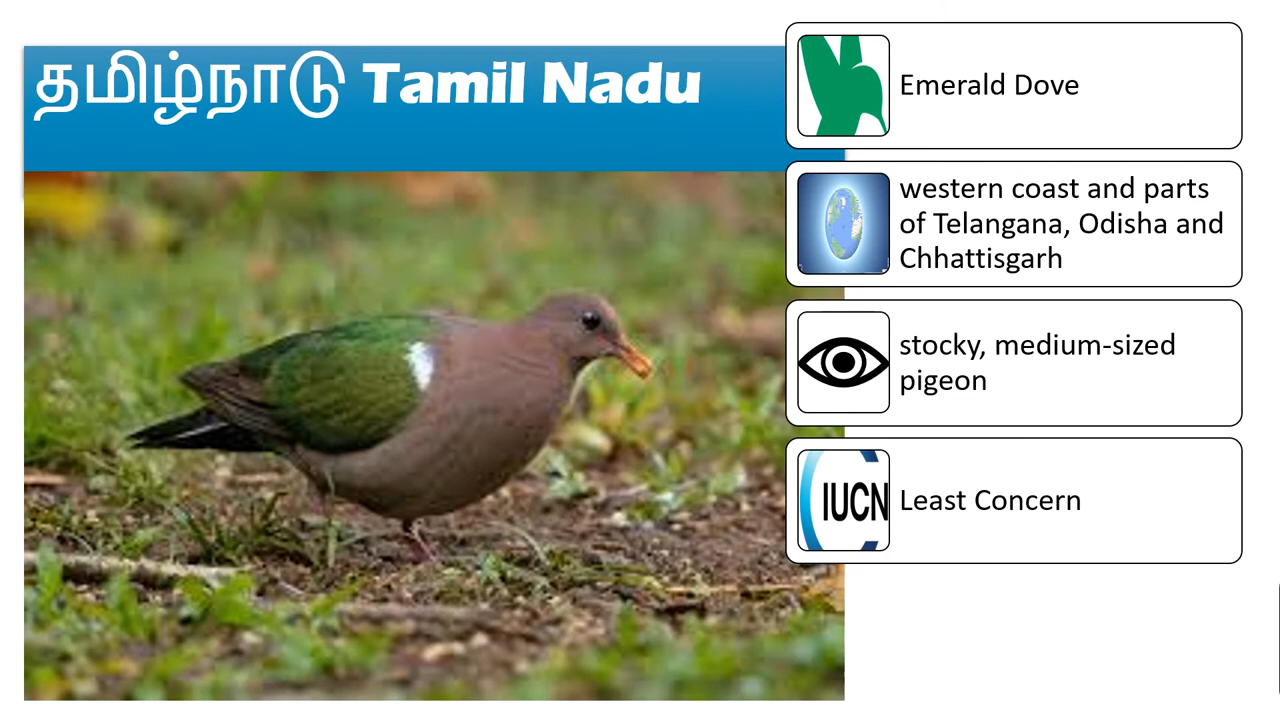 தமிழ்நாடு Tamil Nadu
Emerald Dove
western coast and parts
of Telangana, Odisha and
Chhattisgarh
stocky, medium-sized
pigeon
IUCN
Least Concern